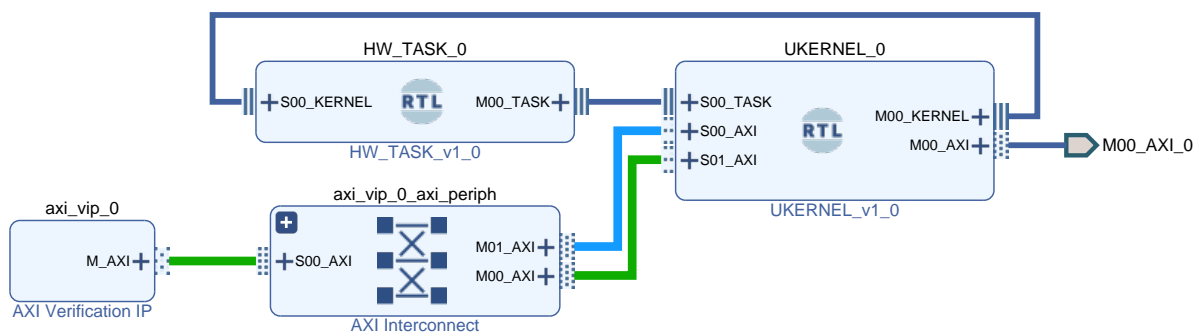 HW_TASK_0
UKERNEL_0
S00_KERNEL
RTL
M00_TASK
HW_TASK_v1_0
S00_TASK
S00_AXI
S01_AXI
RTL
M00_KERNEL
M00_AXI
UKERNEL_v1_0
M00_AXI_0
axi_vip_0
M_AXI
AXI Verification IP
axi_vip_0_axi_periph
S00_AXI
M01_AXI
M00_AXI
AXI Interconnect